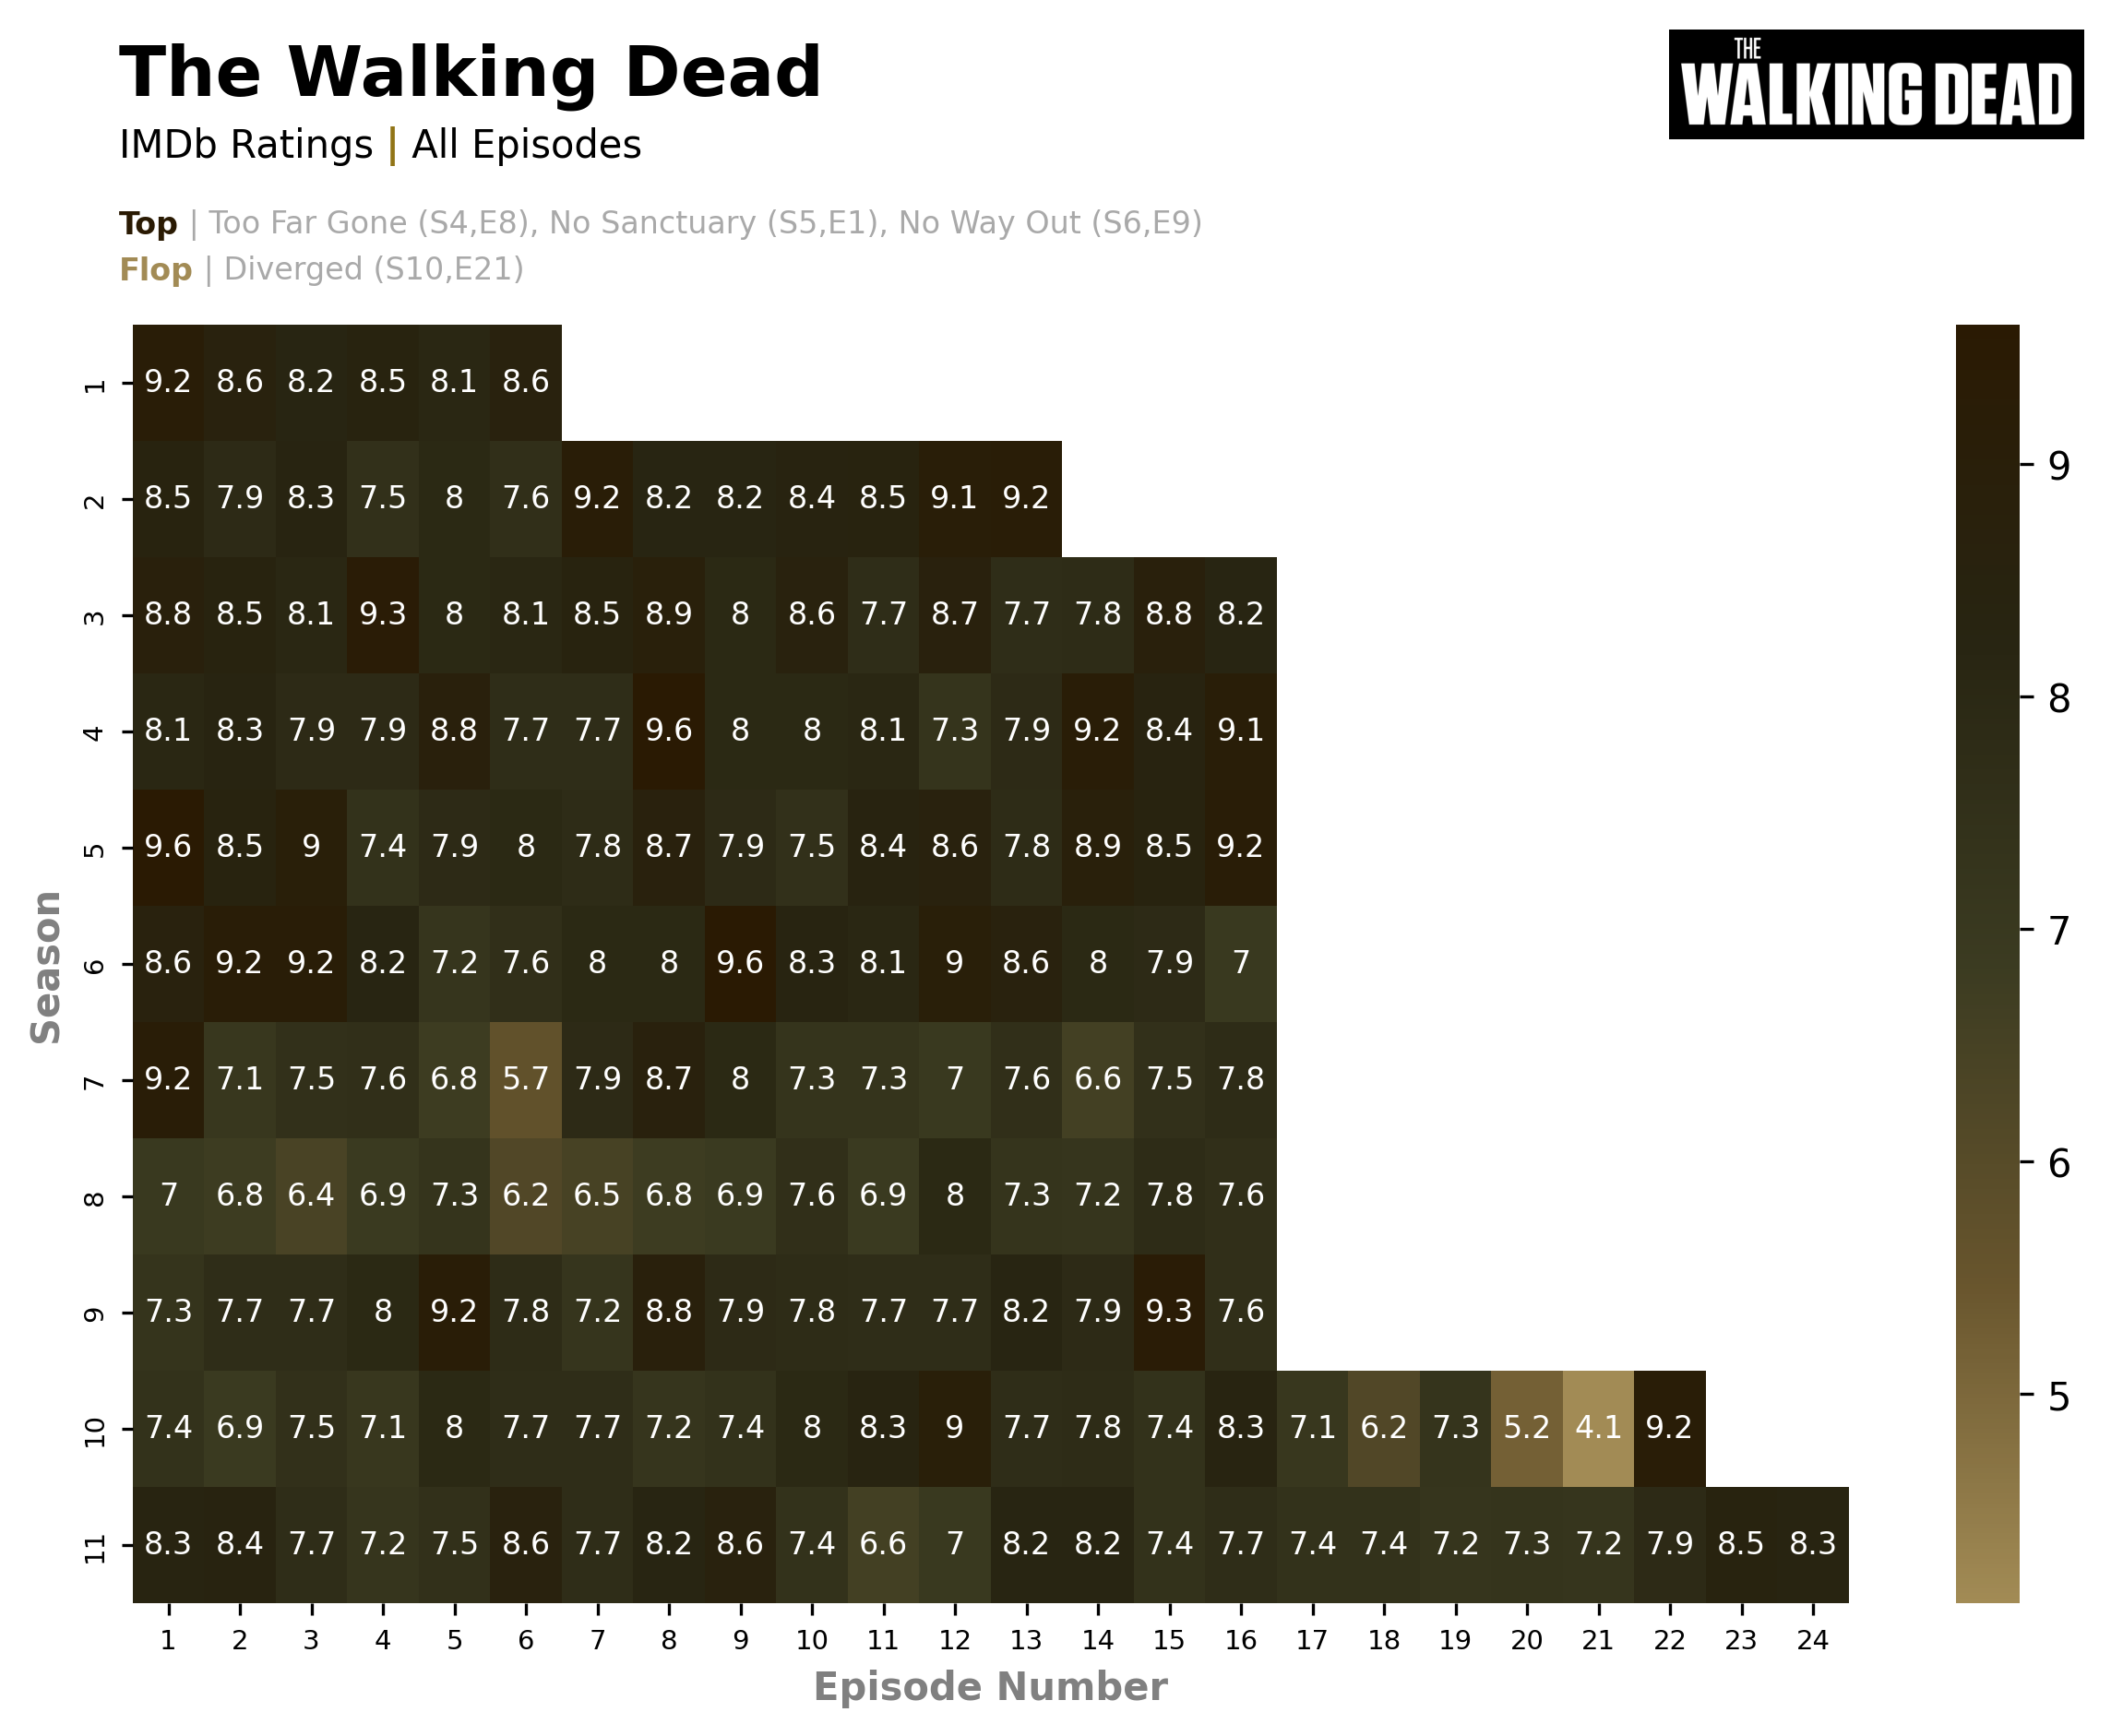 The Walking Dead
THE
WALKING DEAD
IMDb Ratings | All Episodes
Top | Too Far Gone (S4,E8), No Sanctuary (S5,E1), No Way Out (S6,E9)
Flop | Diverged (S10,E21)
1 9.2 8.6 8.2 8.5 8.1 8.6
2 8.5 7.9 8.3 7.5 8 7.6 9.2 8.2 8.2 8.4 8.5 9.1 9.2
3 8.8 8.5 8.1 9.3 8 8.1 8.5 8.9 8 8.6 7.7 8.7 7.7 7.8 8.8 8.2
4 8.1 8.3 7.9 7.9 8.8 7.7 7.7 9.6 8 8 8.1 7.3 7.9 9.2 8.4 9.1
5 9.6 8.5 9 7.4 7.9 8 7.8 8.7 7.9 7.5 8.4 8.6 7.8 8.9 8.5 9.2
6 8.6 9.2 9.2 8.2 7.2 7.6 8 8 9.6 8.3 8.1 9 8.6 8 7.9 7
7 9.2 7.1 7.5 7.6 6.8 5.7 7.9 8.7 8 7.3 7.3 7 7.6 6.6 7.5 7.8
8 7 6.8 6.4 6.9 7.3 6.2 6.5 6.8 6.9 7.6 6.9 8 7.3 7.2 7.8 7.6
9 7.3 7.7 7.7 8 9.2 7.8 7.2 8.8 7.9 7.8 7.7 7.7 8.2 7.9 9.3 7.6
10 7.4 6.9 7.5 7.1 8 7.7 7.7 7.2 7.4 8 8.3 9 7.7 7.8 7.4 8.3 7.1 6.2 7.3 5.2 4.1 9.2
11 8.3 8.4 7.7 7.2 7.5 8.6 7.7 8.2 8.6 7.4 6.6 7 8.2 8.2 7.4 7.7 7.4 7.4 7.2 7.3 7.2 7.9 8.5 8.3
1 2 3 4 5 6 7 8 9 10 11 12 13 14 15 16 17 18 19 20 21 22 23 24
Season
Episode Number
9
8
7
6
5